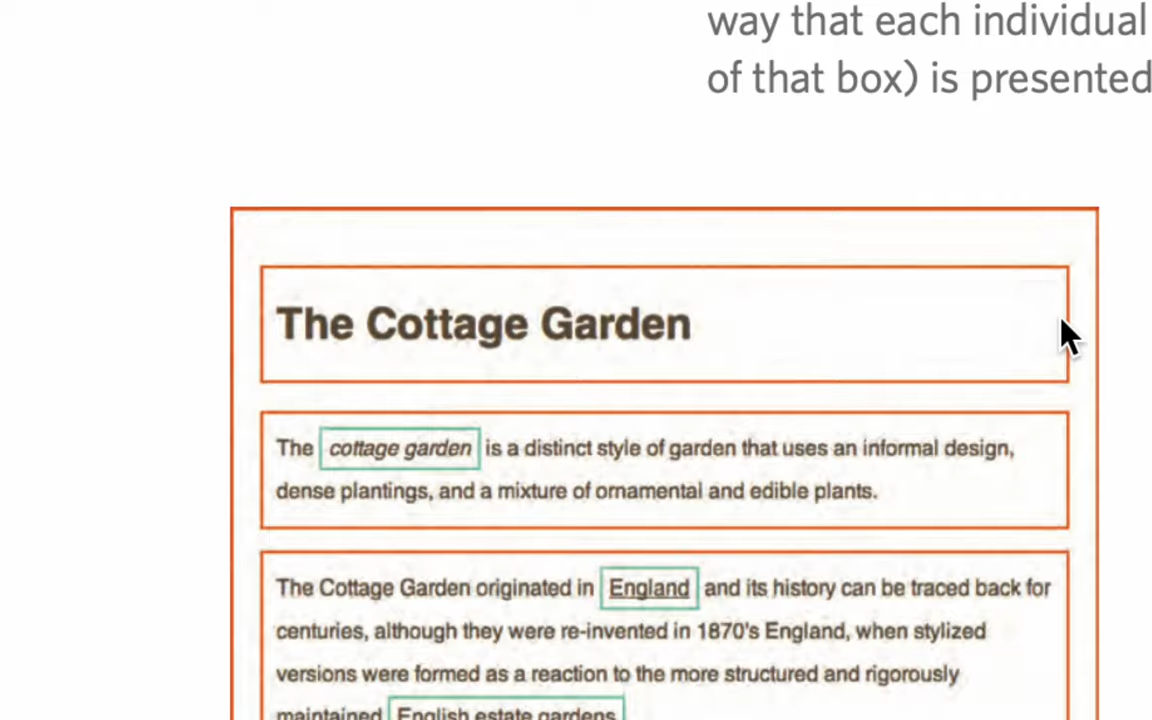 way that each individual
of that box) is presented
The Cottage Garden
The cottage garden is a distinct style of garden that uses an informal design,
dense plantings, and a mixture of ornamental and edible plants.
The Cottage Garden originated in England and its history can be traced back for
centuries, although they were re-invented in 1870's England, when stylized
versions were formed as a reaction to the more structured and rigorously
maintained English estate gardens